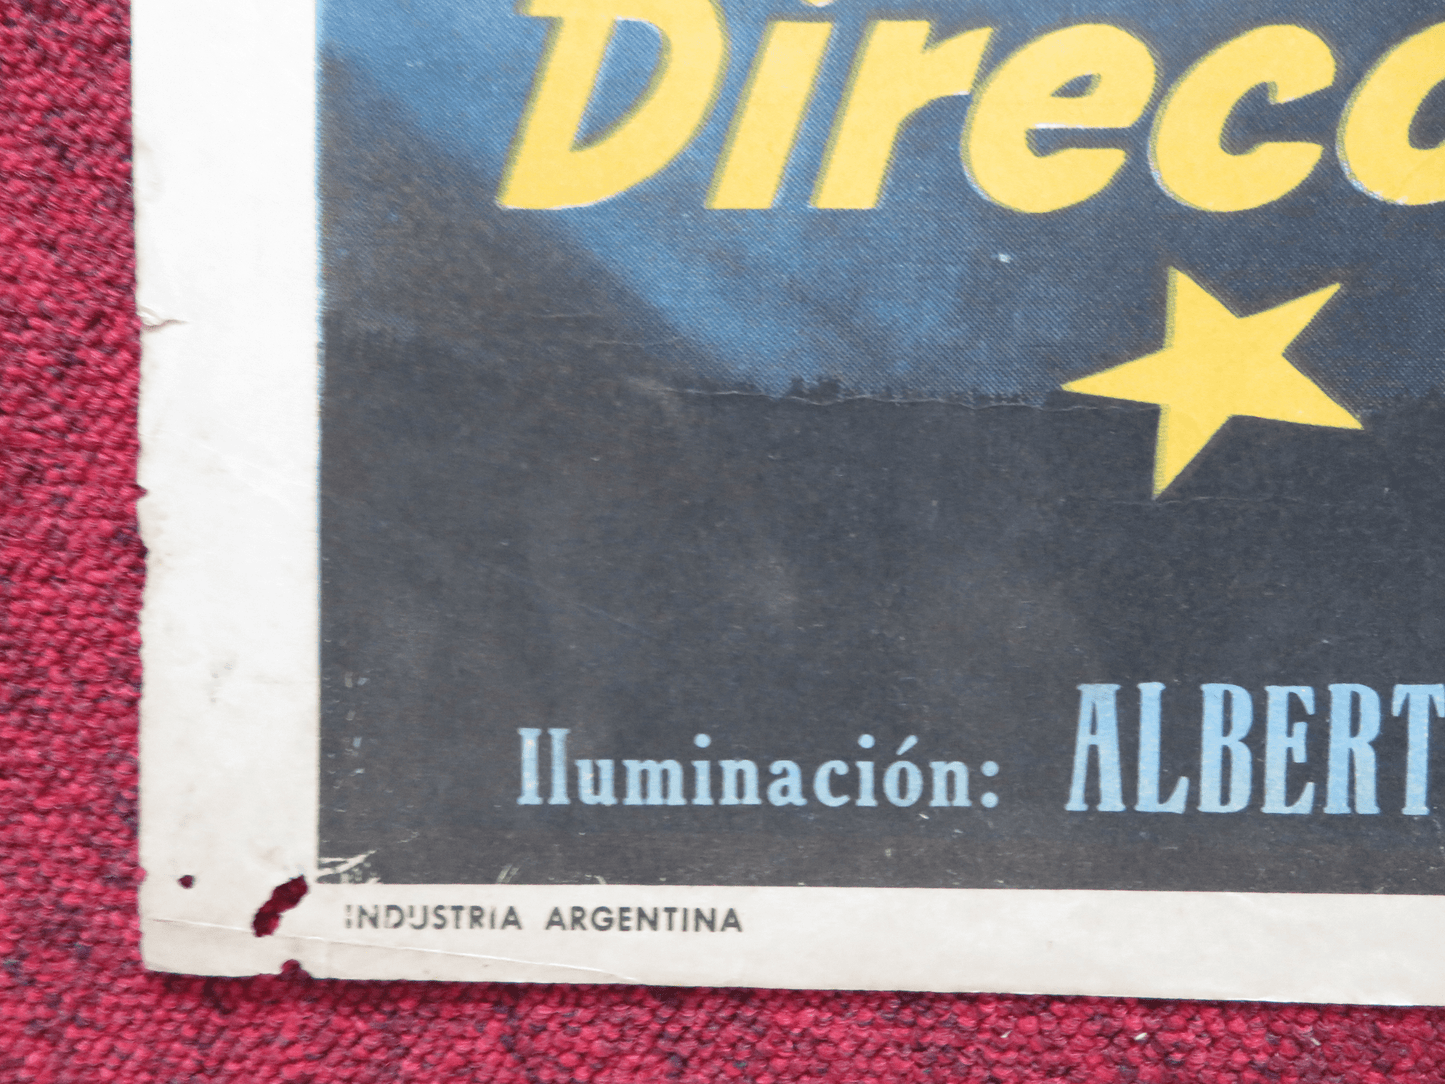 Direcc
Iluminación: ALBERT
INDUSTRIA ARGENTINA